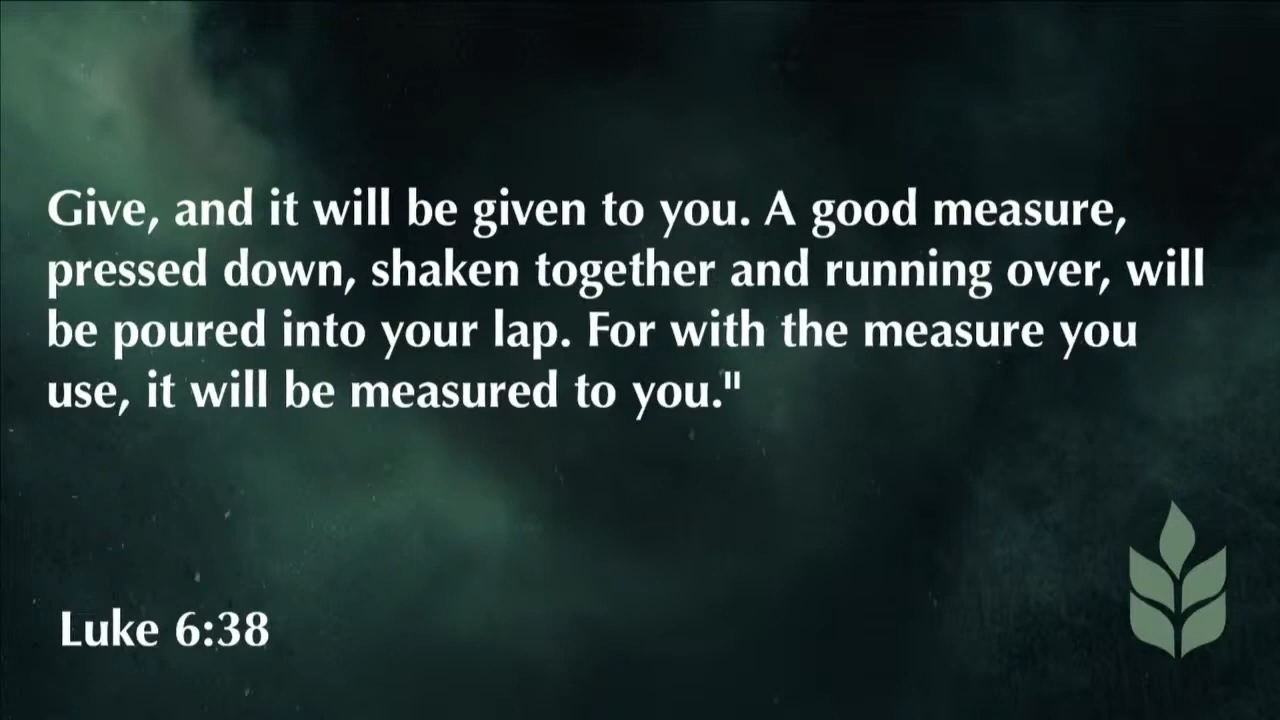 Give, and it will be given to you. A good measure,
pressed down, shaken together and running over, will
be poured into your lap. For with the measure you
use, it will be measured to you."
Luke 6:38